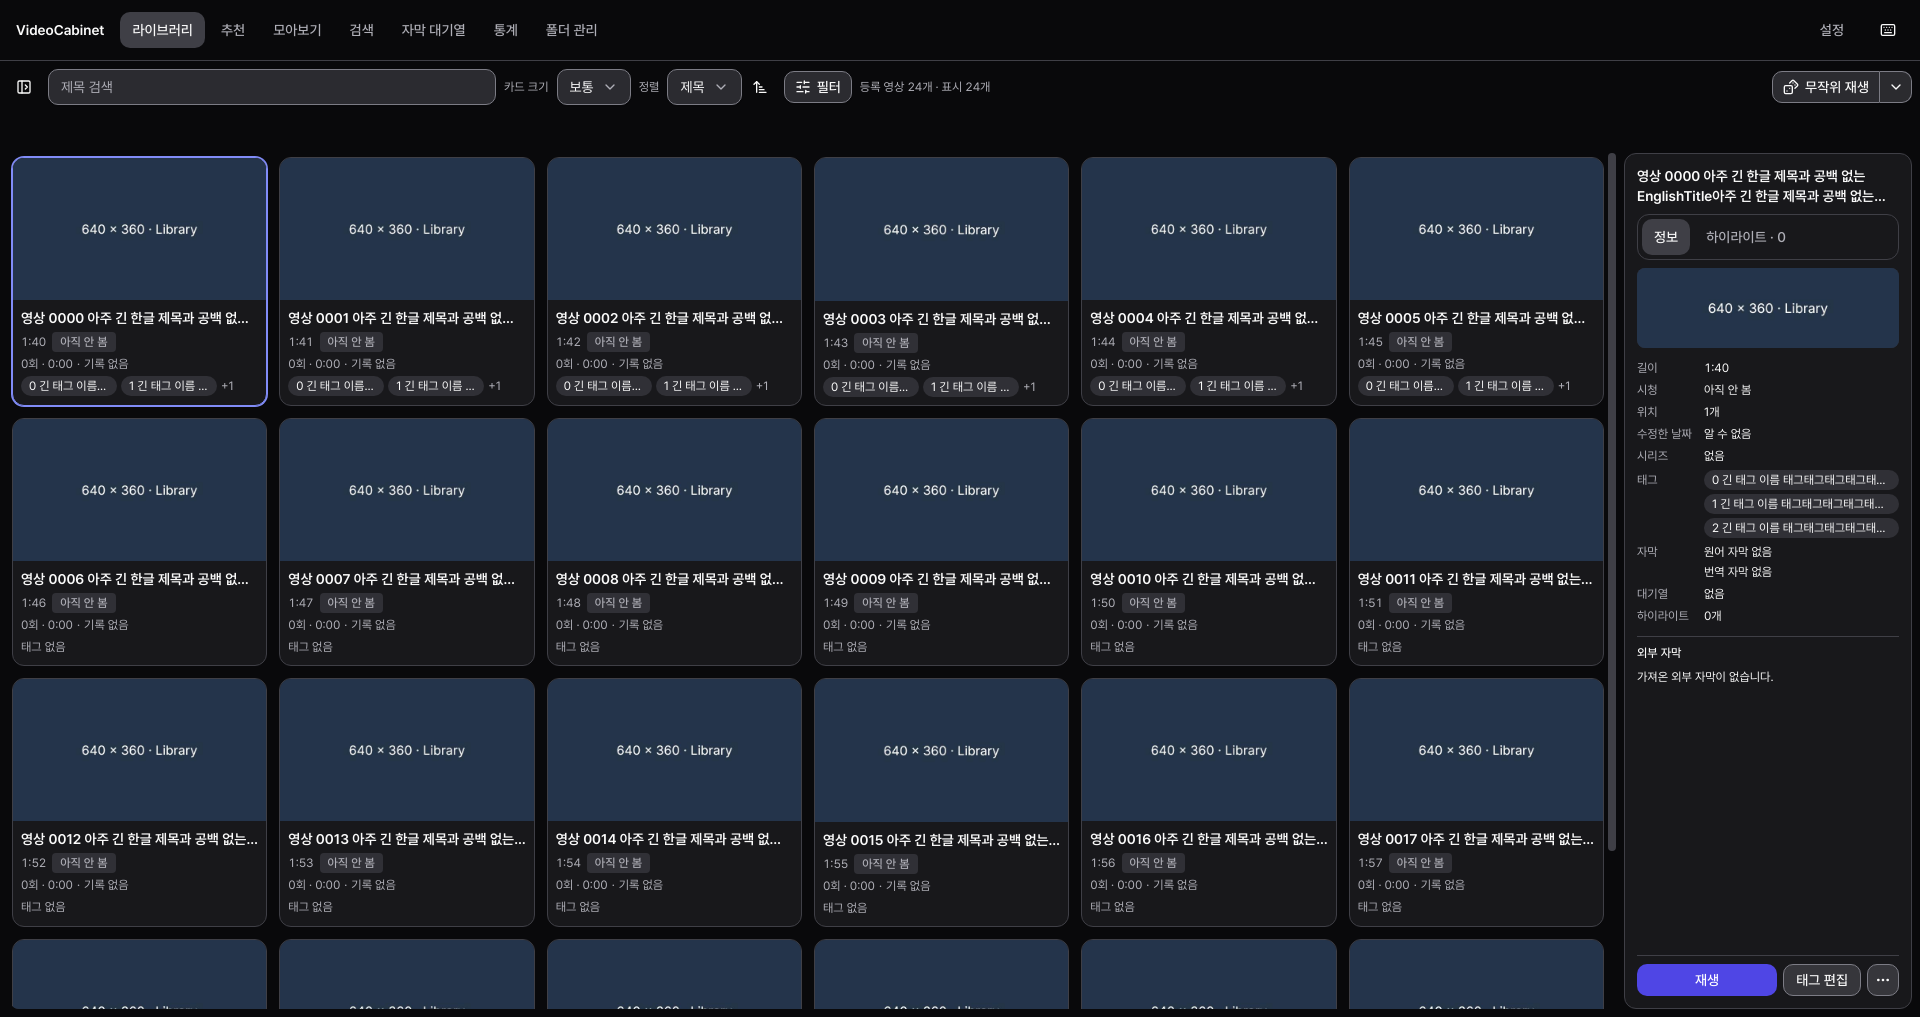 VideoCabinet 라이브러리 추천 모아보기 검색 자막 대기열 통계 폴더 관리 설정
제목 검색 카드 크기 보통 정렬 제목 필터 등록 영상 24개 · 표시 24개 무작위 재생
640 × 360 · Library
영상 0000 아주 긴 한글 제목과 공백 없...
1:40 아직 안 봄
0회 · 0:00 · 기록 없음
0 긴 태그 이름... 1 긴 태그 이름 ... +1
640 × 360 · Library
영상 0001 아주 긴 한글 제목과 공백 없...
1:41 아직 안 봄
0회 · 0:00 · 기록 없음
0 긴 태그 이름... 1 긴 태그 이름 ... +1
640 × 360 · Library
영상 0002 아주 긴 한글 제목과 공백 없...
1:42 아직 안 봄
0회 · 0:00 · 기록 없음
0 긴 태그 이름... 1 긴 태그 이름 ... +1
640 × 360 · Library
영상 0003 아주 긴 한글 제목과 공백 없...
1:43 아직 안 봄
0회 · 0:00 · 기록 없음
0 긴 태그 이름... 1 긴 태그 이름 ... +1
640 × 360 · Library
영상 0004 아주 긴 한글 제목과 공백 없...
1:44 아직 안 봄
0회 · 0:00 · 기록 없음
0 긴 태그 이름... 1 긴 태그 이름 ... +1
640 × 360 · Library
영상 0005 아주 긴 한글 제목과 공백 없...
1:45 아직 안 봄
0회 · 0:00 · 기록 없음
0 긴 태그 이름... 1 긴 태그 이름 ... +1
640 × 360 · Library
영상 0006 아주 긴 한글 제목과 공백 없...
1:46 아직 안 봄
0회 · 0:00 · 기록 없음
태그 없음
640 × 360 · Library
영상 0007 아주 긴 한글 제목과 공백 없...
1:47 아직 안 봄
0회 · 0:00 · 기록 없음
태그 없음
640 × 360 · Library
영상 0008 아주 긴 한글 제목과 공백 없...
1:48 아직 안 봄
0회 · 0:00 · 기록 없음
태그 없음
640 × 360 · Library
영상 0009 아주 긴 한글 제목과 공백 없...
1:49 아직 안 봄
0회 · 0:00 · 기록 없음
태그 없음
640 × 360 · Library
영상 0010 아주 긴 한글 제목과 공백 없...
1:50 아직 안 봄
0회 · 0:00 · 기록 없음
태그 없음
640 × 360 · Library
영상 0011 아주 긴 한글 제목과 공백 없는...
1:51 아직 안 봄
0회 · 0:00 · 기록 없음
태그 없음
640 × 360 · Library
영상 0012 아주 긴 한글 제목과 공백 없는...
1:52 아직 안 봄
0회 · 0:00 · 기록 없음
태그 없음
640 × 360 · Library
영상 0013 아주 긴 한글 제목과 공백 없는...
1:53 아직 안 봄
0회 · 0:00 · 기록 없음
태그 없음
640 × 360 · Library
영상 0014 아주 긴 한글 제목과 공백 없...
1:54 아직 안 봄
0회 · 0:00 · 기록 없음
태그 없음
640 × 360 · Library
영상 0015 아주 긴 한글 제목과 공백 없는...
1:55 아직 안 봄
0회 · 0:00 · 기록 없음
태그 없음
640 × 360 · Library
영상 0016 아주 긴 한글 제목과 공백 없는...
1:56 아직 안 봄
0회 · 0:00 · 기록 없음
태그 없음
640 × 360 · Library
영상 0017 아주 긴 한글 제목과 공백 없는...
1:57 아직 안 봄
0회 · 0:00 · 기록 없음
태그 없음
영상 0000 아주 긴 한글 제목과 공백 없는
EnglishTitle아주 긴 한글 제목과 공백 없는...
정보 하이라이트 · 0
640 × 360 · Library
길이 1:40
시청 아직 안 봄
위치 1개
수정한 날짜 알 수 없음
시리즈 없음
태그 0 긴 태그 이름 태그태그태그태그태...
1 긴 태그 이름 태그태그태그태그태...
2 긴 태그 이름 태그태그태그태그태...
자막 원어 자막 없음
번역 자막 없음
대기열 없음
하이라이트 0개
외부 자막
가져온 외부 자막이 없습니다.
재생 태그 편집